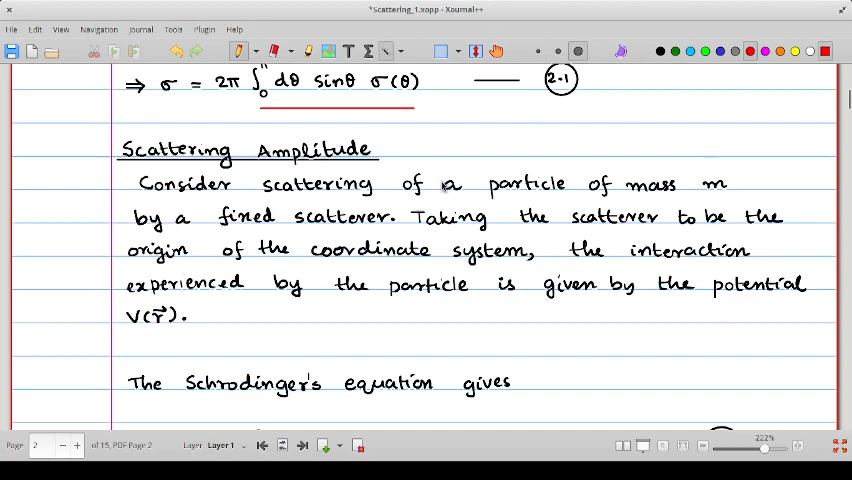 *Scattering_1.xopp - Xournal++
File Edit View Navigation Journal Tools Plugin Help
⇒ σ = 2π ∫₀^π dθ sinθ σ(θ) —— 2.1
Scattering Amplitude
Consider scattering of a particle of mass m
by a fixed scatterer. Taking the scatterer to be the
origin of the coordinate system, the interaction
experienced by the particle is given by the potential
V(r⃗).
The Schrodinger's equation gives
Page 2 of 15, PDF Page 2 Layer Layer 1 222%